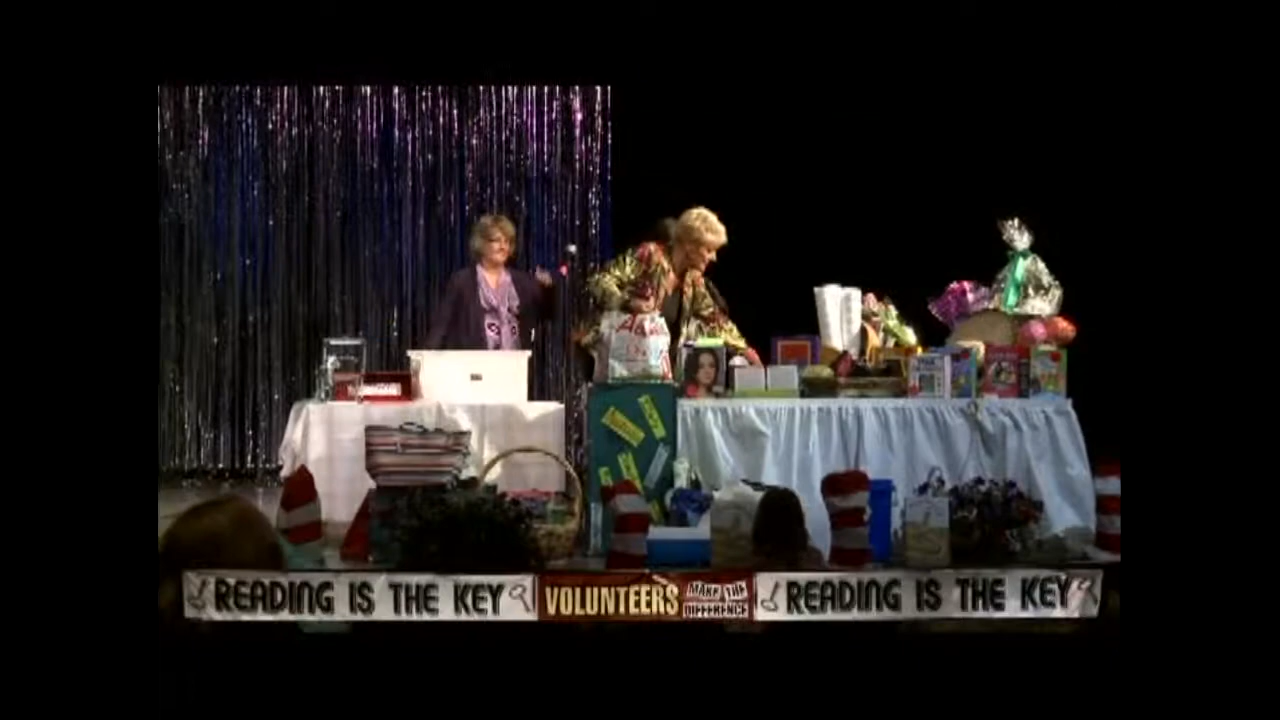 READING IS THE KEY
VOLUNTEERS
MAKE THE
DIFFERENCE
READING IS THE KEY